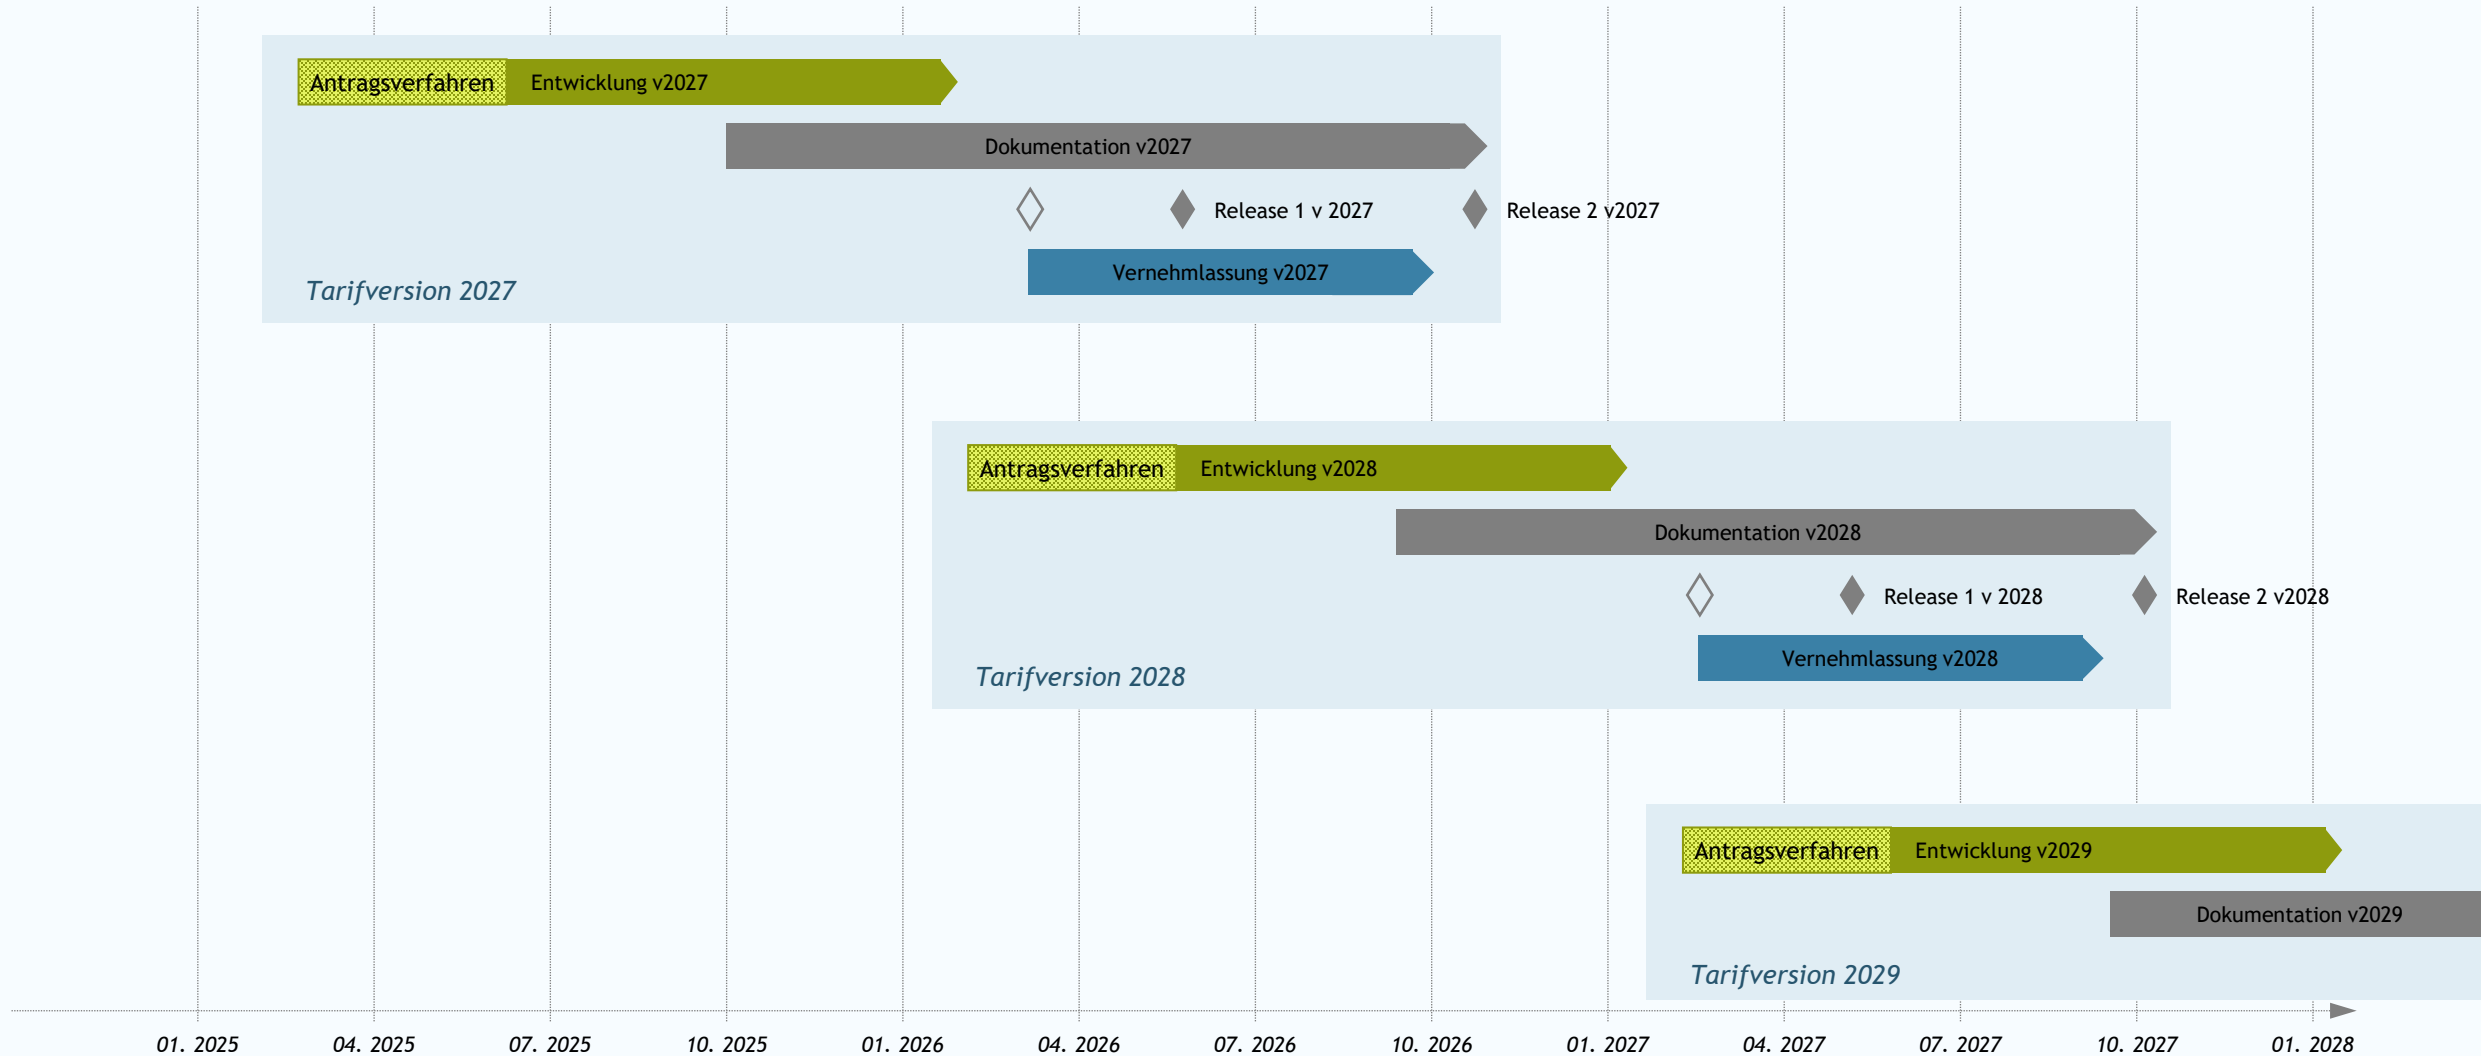 Antragsverfahren Entwicklung v2027
Dokumentation v2027
Release 1 v 2027 Release 2 v2027
Vernehmlassung v2027
Tarifversion 2027
Antragsverfahren Entwicklung v2028
Dokumentation v2028
Release 1 v 2028 Release 2 v2028
Vernehmlassung v2028
Tarifversion 2028
Antragsverfahren Entwicklung v2029
Dokumentation v2029
Tarifversion 2029
01. 2025 04. 2025 07. 2025 10. 2025 01. 2026 04. 2026 07. 2026 10. 2026 01. 2027 04. 2027 07. 2027 10. 2027 01. 2028